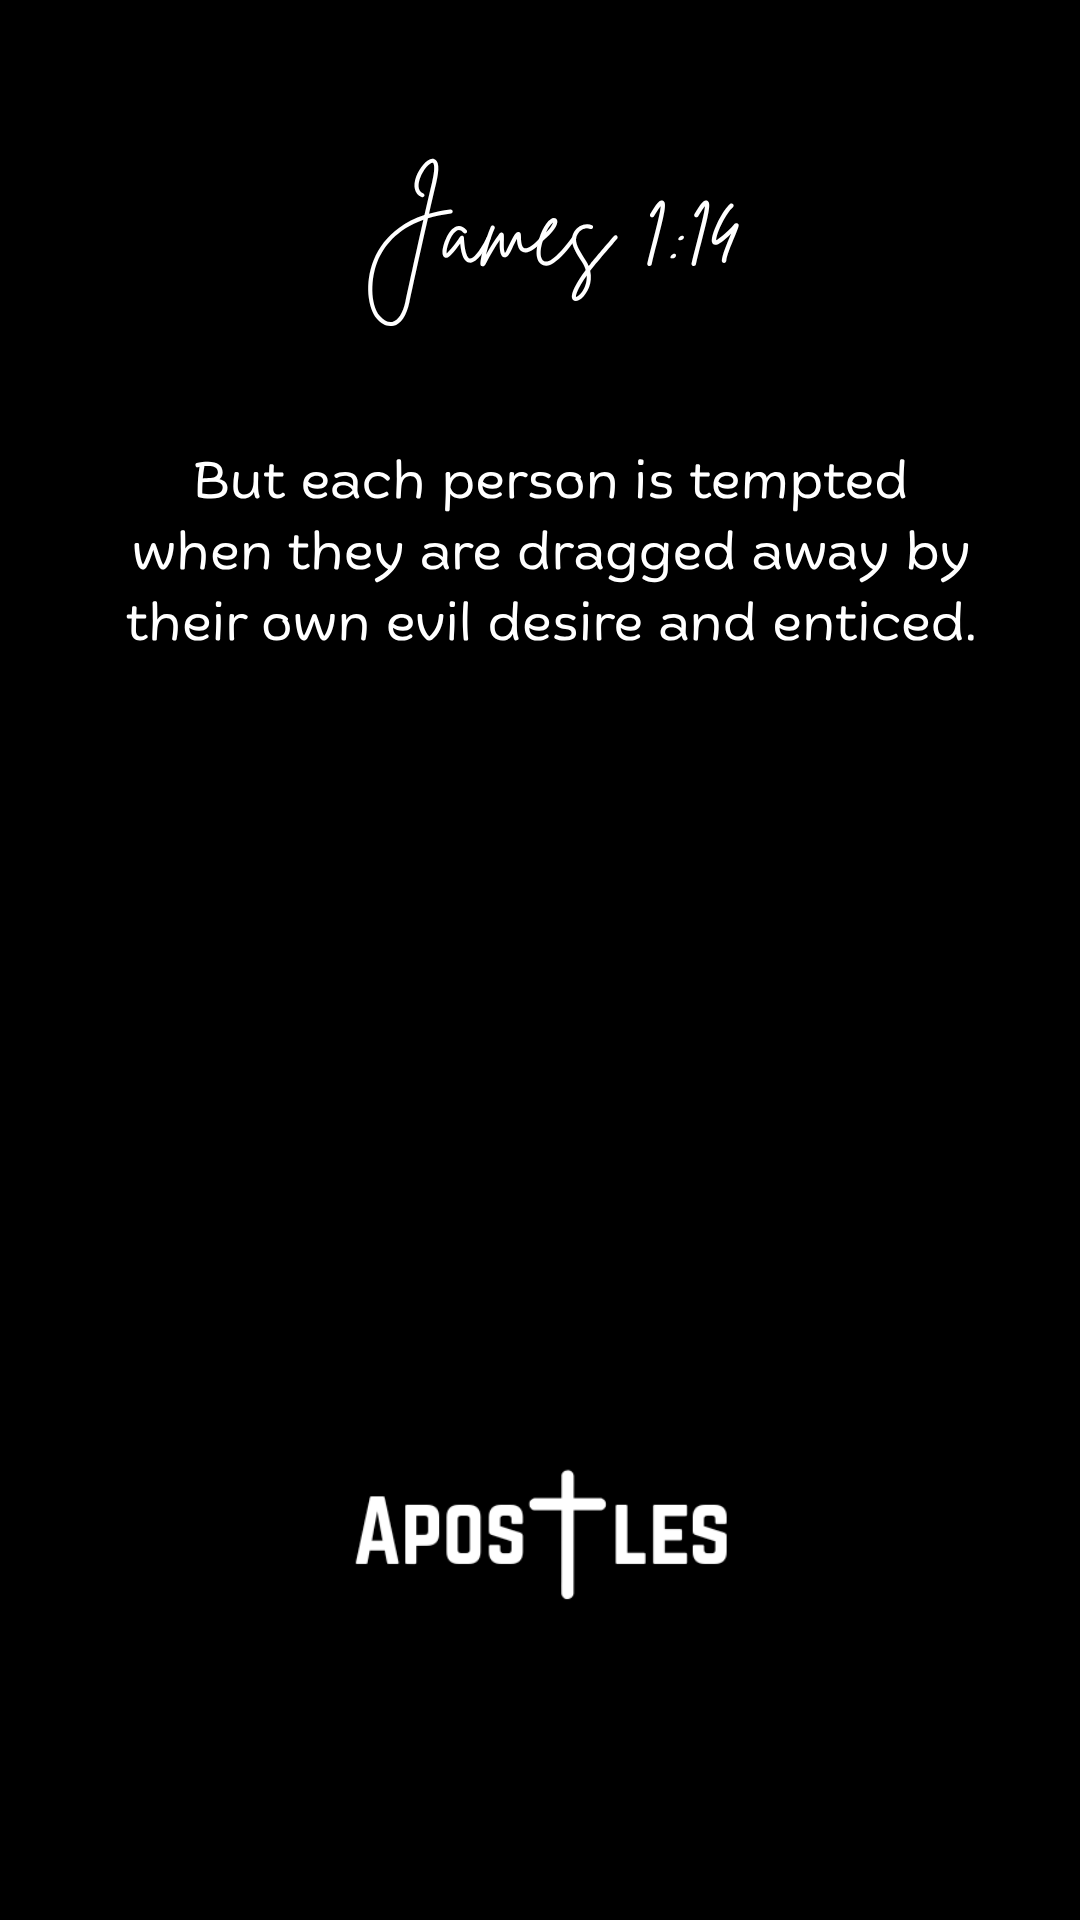 James 1:14
But each person is tempted
when they are dragged away by
their own evil desire and enticed.
Apostles